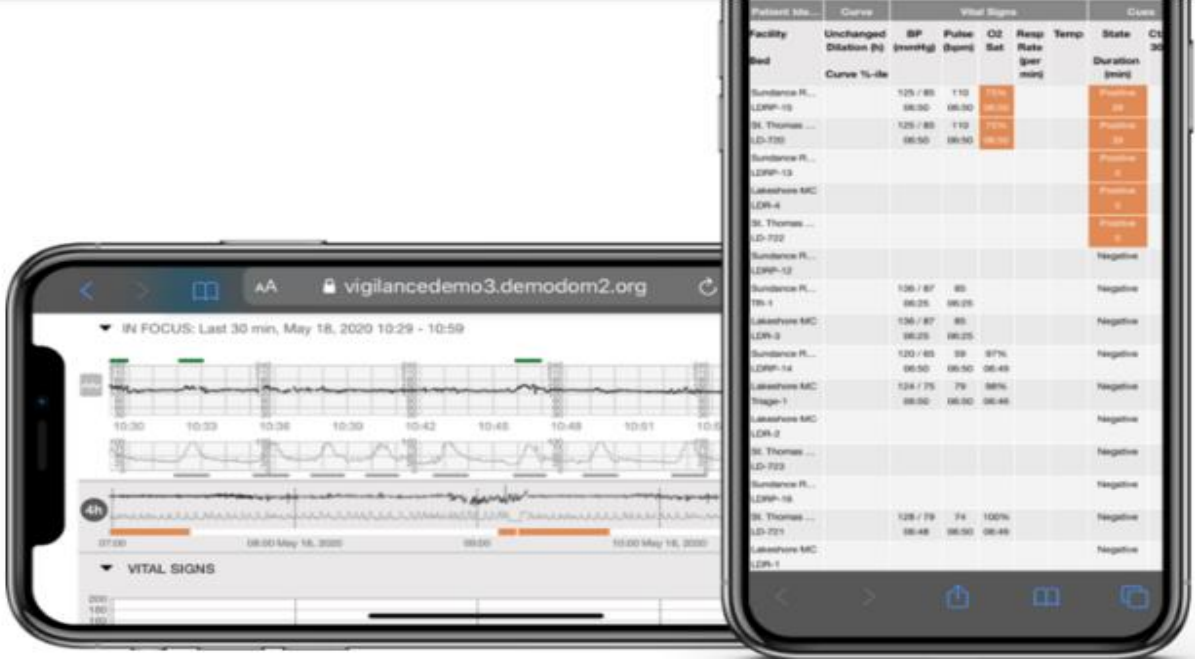 vigilancedemo3.demodom2.org
AA
IN FOCUS: Last 30 min, May 18, 2020 10:29 - 10:59
10:30 10:33 10:36 10:39 10:42 10:45 10:48 10:51
4h
07:00 08:00 May 18, 2020 09:00 10:00 May 18, 2020
VITAL SIGNS
200
180
160
Patient Ide... Curve Vital Signs Cues
Facility Unchanged BP Pulse O2 Resp Temp State
Dilation (h) (mmHg) (bpm) Sat Rate
Bed (per Duration
Curve %-ile min) (min)
Sundance R... 125 / 85 110 75% Positive
LDRP-15 06:50 06:50 06:50
St. Thomas ... 125 / 85 110 75% Positive
LD-720 06:50 06:50 06:50
Sundance R... Positive
LDRP-13 0
Lakeshore MC Positive
LDR-4 0
St. Thomas ... Positive
LD-722 0
Sundance R... Negative
LDRP-12
Sundance R... 136 / 87 85 Negative
TR-1 06:25 06:25
Lakeshore MC 136 / 87 85 Negative
LDR-3 06:25 06:25
Sundance R... 120 / 65 59 97% Negative
LDRP-14 06:50 06:50 06:49
Lakeshore MC 124 / 75 79 98% Negative
Triage-1 06:50 06:50 06:46
Lakeshore MC Negative
LDR-2
St. Thomas ... Negative
LD-723
Sundance R... Negative
LDRP-16
St. Thomas ... 128 / 79 74 100% Negative
LD-721 06:48 06:50 06:49
Lakeshore MC Negative
LDR-1